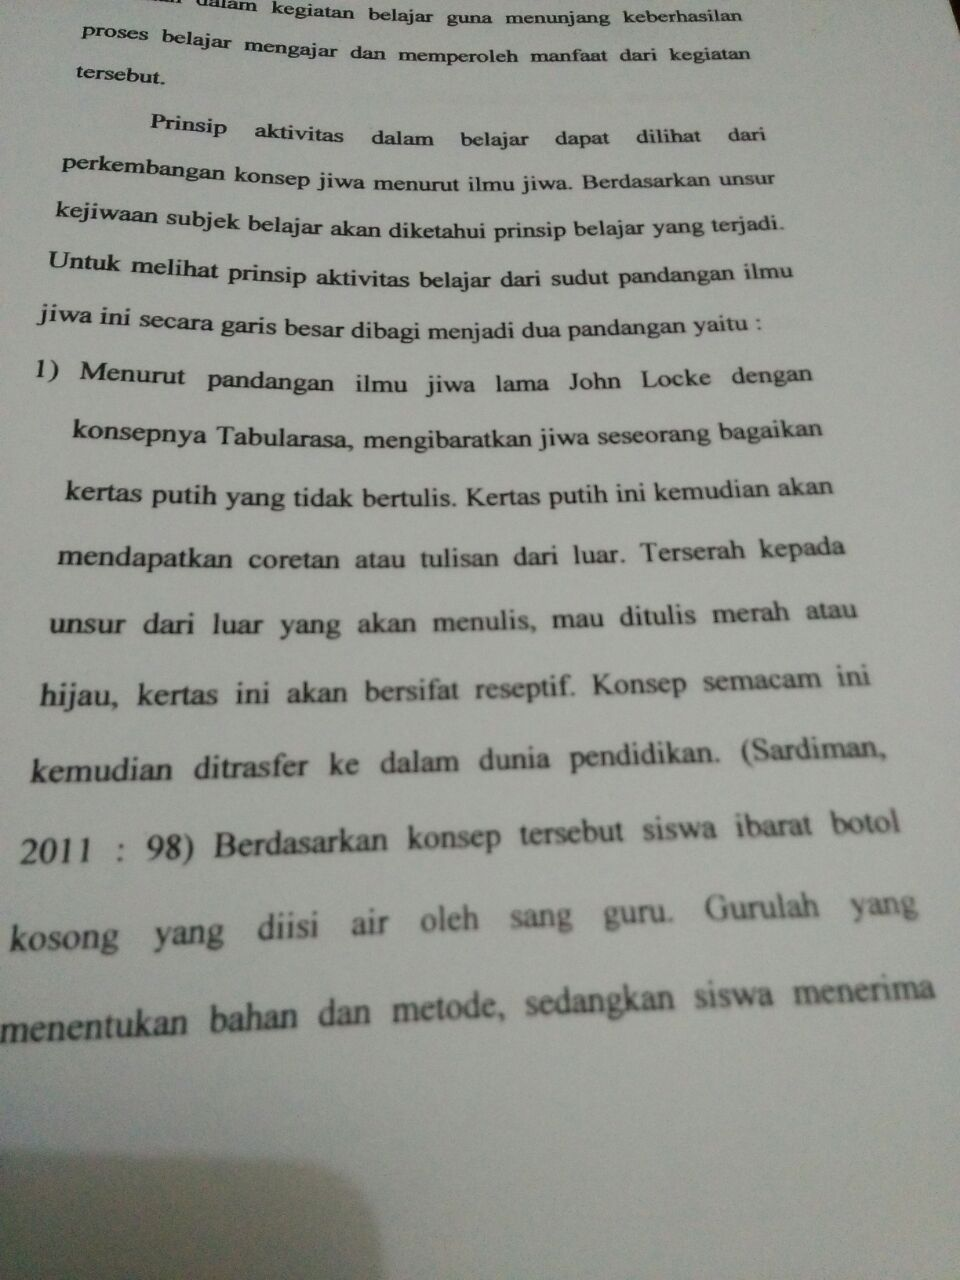 dalam kegiatan belajar guna menunjang keberhasilan
proses belajar mengajar dan memperoleh manfaat dari kegiatan
tersebut.
Prinsip aktivitas dalam belajar dapat dilihat dari
perkembangan konsep jiwa menurut ilmu jiwa. Berdasarkan unsur
kejiwaan subjek belajar akan diketahui prinsip belajar yang terjadi.
Untuk melihat prinsip aktivitas belajar dari sudut pandangan ilmu
jiwa ini secara garis besar dibagi menjadi dua pandangan yaitu :
1) Menurut pandangan ilmu jiwa lama John Locke dengan
konsepnya Tabularasa, mengibaratkan jiwa seseorang bagaikan
kertas putih yang tidak bertulis. Kertas putih ini kemudian akan
mendapatkan coretan atau tulisan dari luar. Terserah kepada
unsur dari luar yang akan menulis, mau ditulis merah atau
hijau, kertas ini akan bersifat reseptif. Konsep semacam ini
kemudian ditrasfer ke dalam dunia pendidikan. (Sardiman,
2011 : 98) Berdasarkan konsep tersebut siswa ibarat botol
kosong yang diisi air oleh sang guru. Gurulah yang
menentukan bahan dan metode, sedangkan siswa menerima